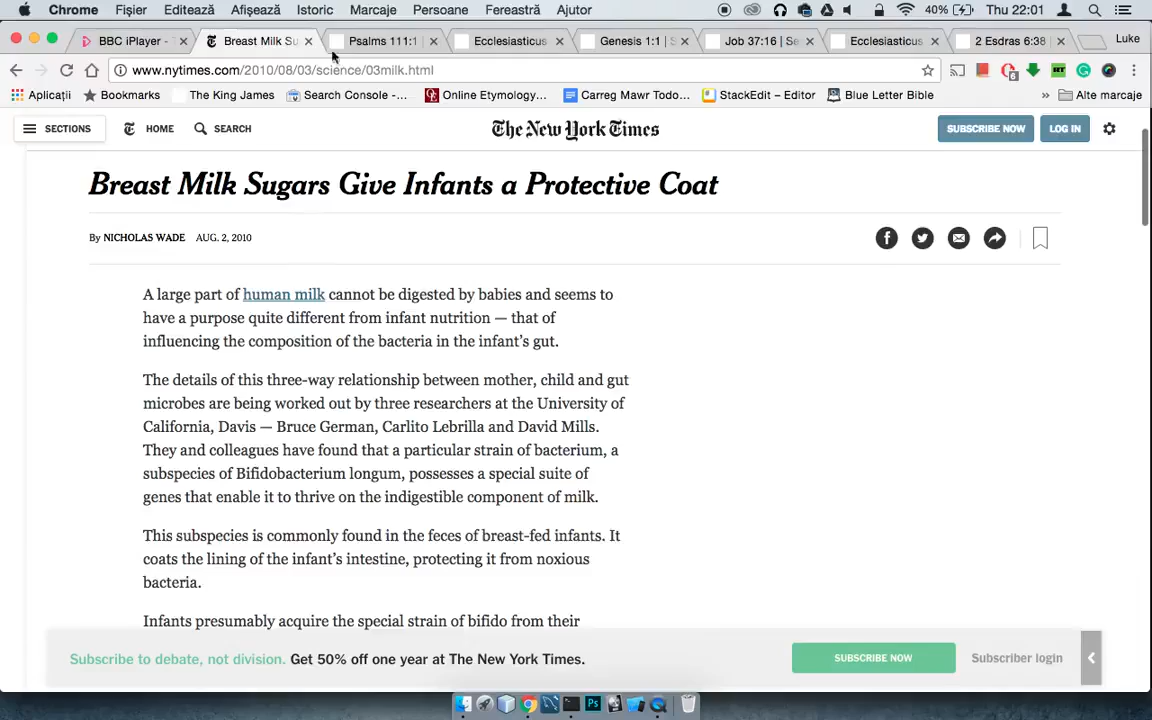 Chrome Fișier Editează Afișează Istoric Marcaje Persoane Fereastră Ajutor 40% Thu 22:01
BBC iPlayer - T Breast Milk Su Psalms 111:1 | Ecclesiasticus Genesis 1:1 | S Job 37:16 | Se Ecclesiasticus 2 Esdras 6:38 | Luke
www.nytimes.com/2010/08/03/science/03milk.html 6
Aplicații Bookmarks The King James Search Console -... Online Etymology... Carreg Mawr Todo... StackEdit – Editor Blue Letter Bible » Alte marcaje
SECTIONS HOME SEARCH The New York Times SUBSCRIBE NOW LOG IN
Breast Milk Sugars Give Infants a Protective Coat
By NICHOLAS WADE AUG. 2, 2010
A large part of human milk cannot be digested by babies and seems to
have a purpose quite different from infant nutrition — that of
influencing the composition of the bacteria in the infant’s gut.
The details of this three-way relationship between mother, child and gut
microbes are being worked out by three researchers at the University of
California, Davis — Bruce German, Carlito Lebrilla and David Mills.
They and colleagues have found that a particular strain of bacterium, a
subspecies of Bifidobacterium longum, possesses a special suite of
genes that enable it to thrive on the indigestible component of milk.
This subspecies is commonly found in the feces of breast-fed infants. It
coats the lining of the infant’s intestine, protecting it from noxious
bacteria.
Infants presumably acquire the special strain of bifido from their
Subscribe to debate, not division. Get 50% off one year at The New York Times. SUBSCRIBE NOW Subscriber login